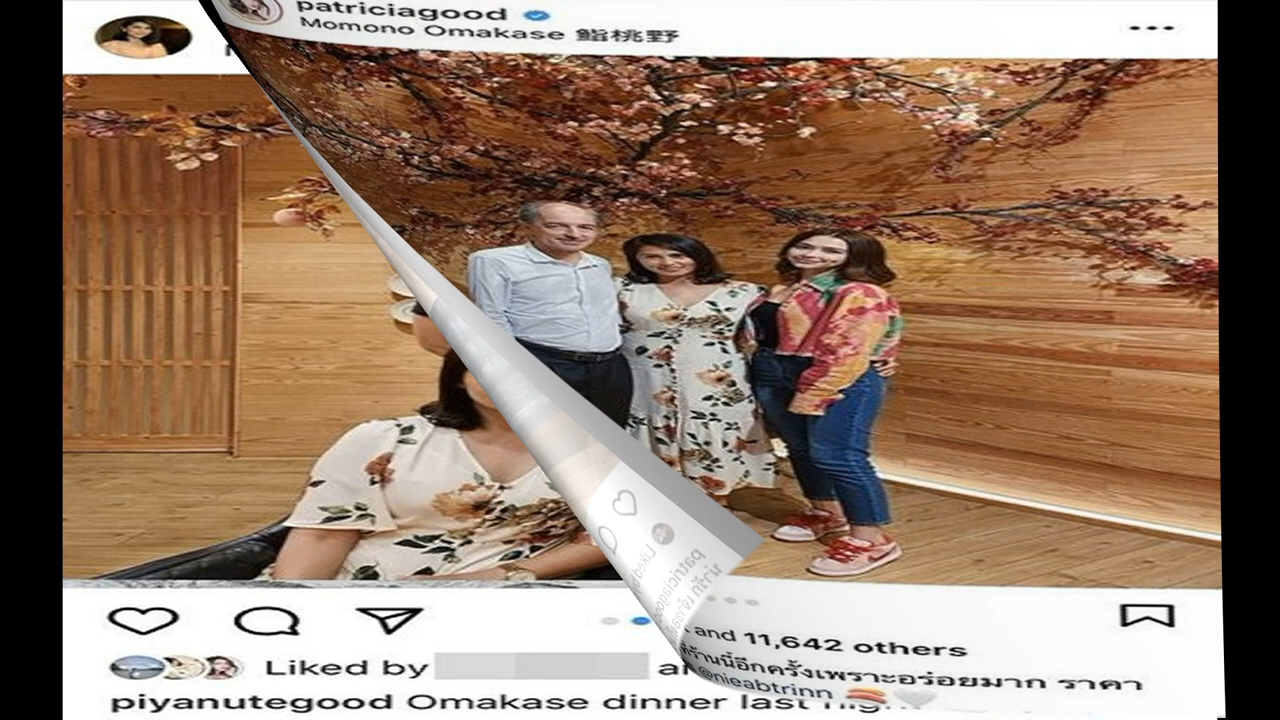 patriciagood
Momono Omakase 鮨桃野
and 11,642 others
ร้านนี้อีกครั้งเพราะอร่อยมาก ราคา
@nieabtrinn
Liked by
piyanutegood Omakase dinner last
Liked
patriciagood